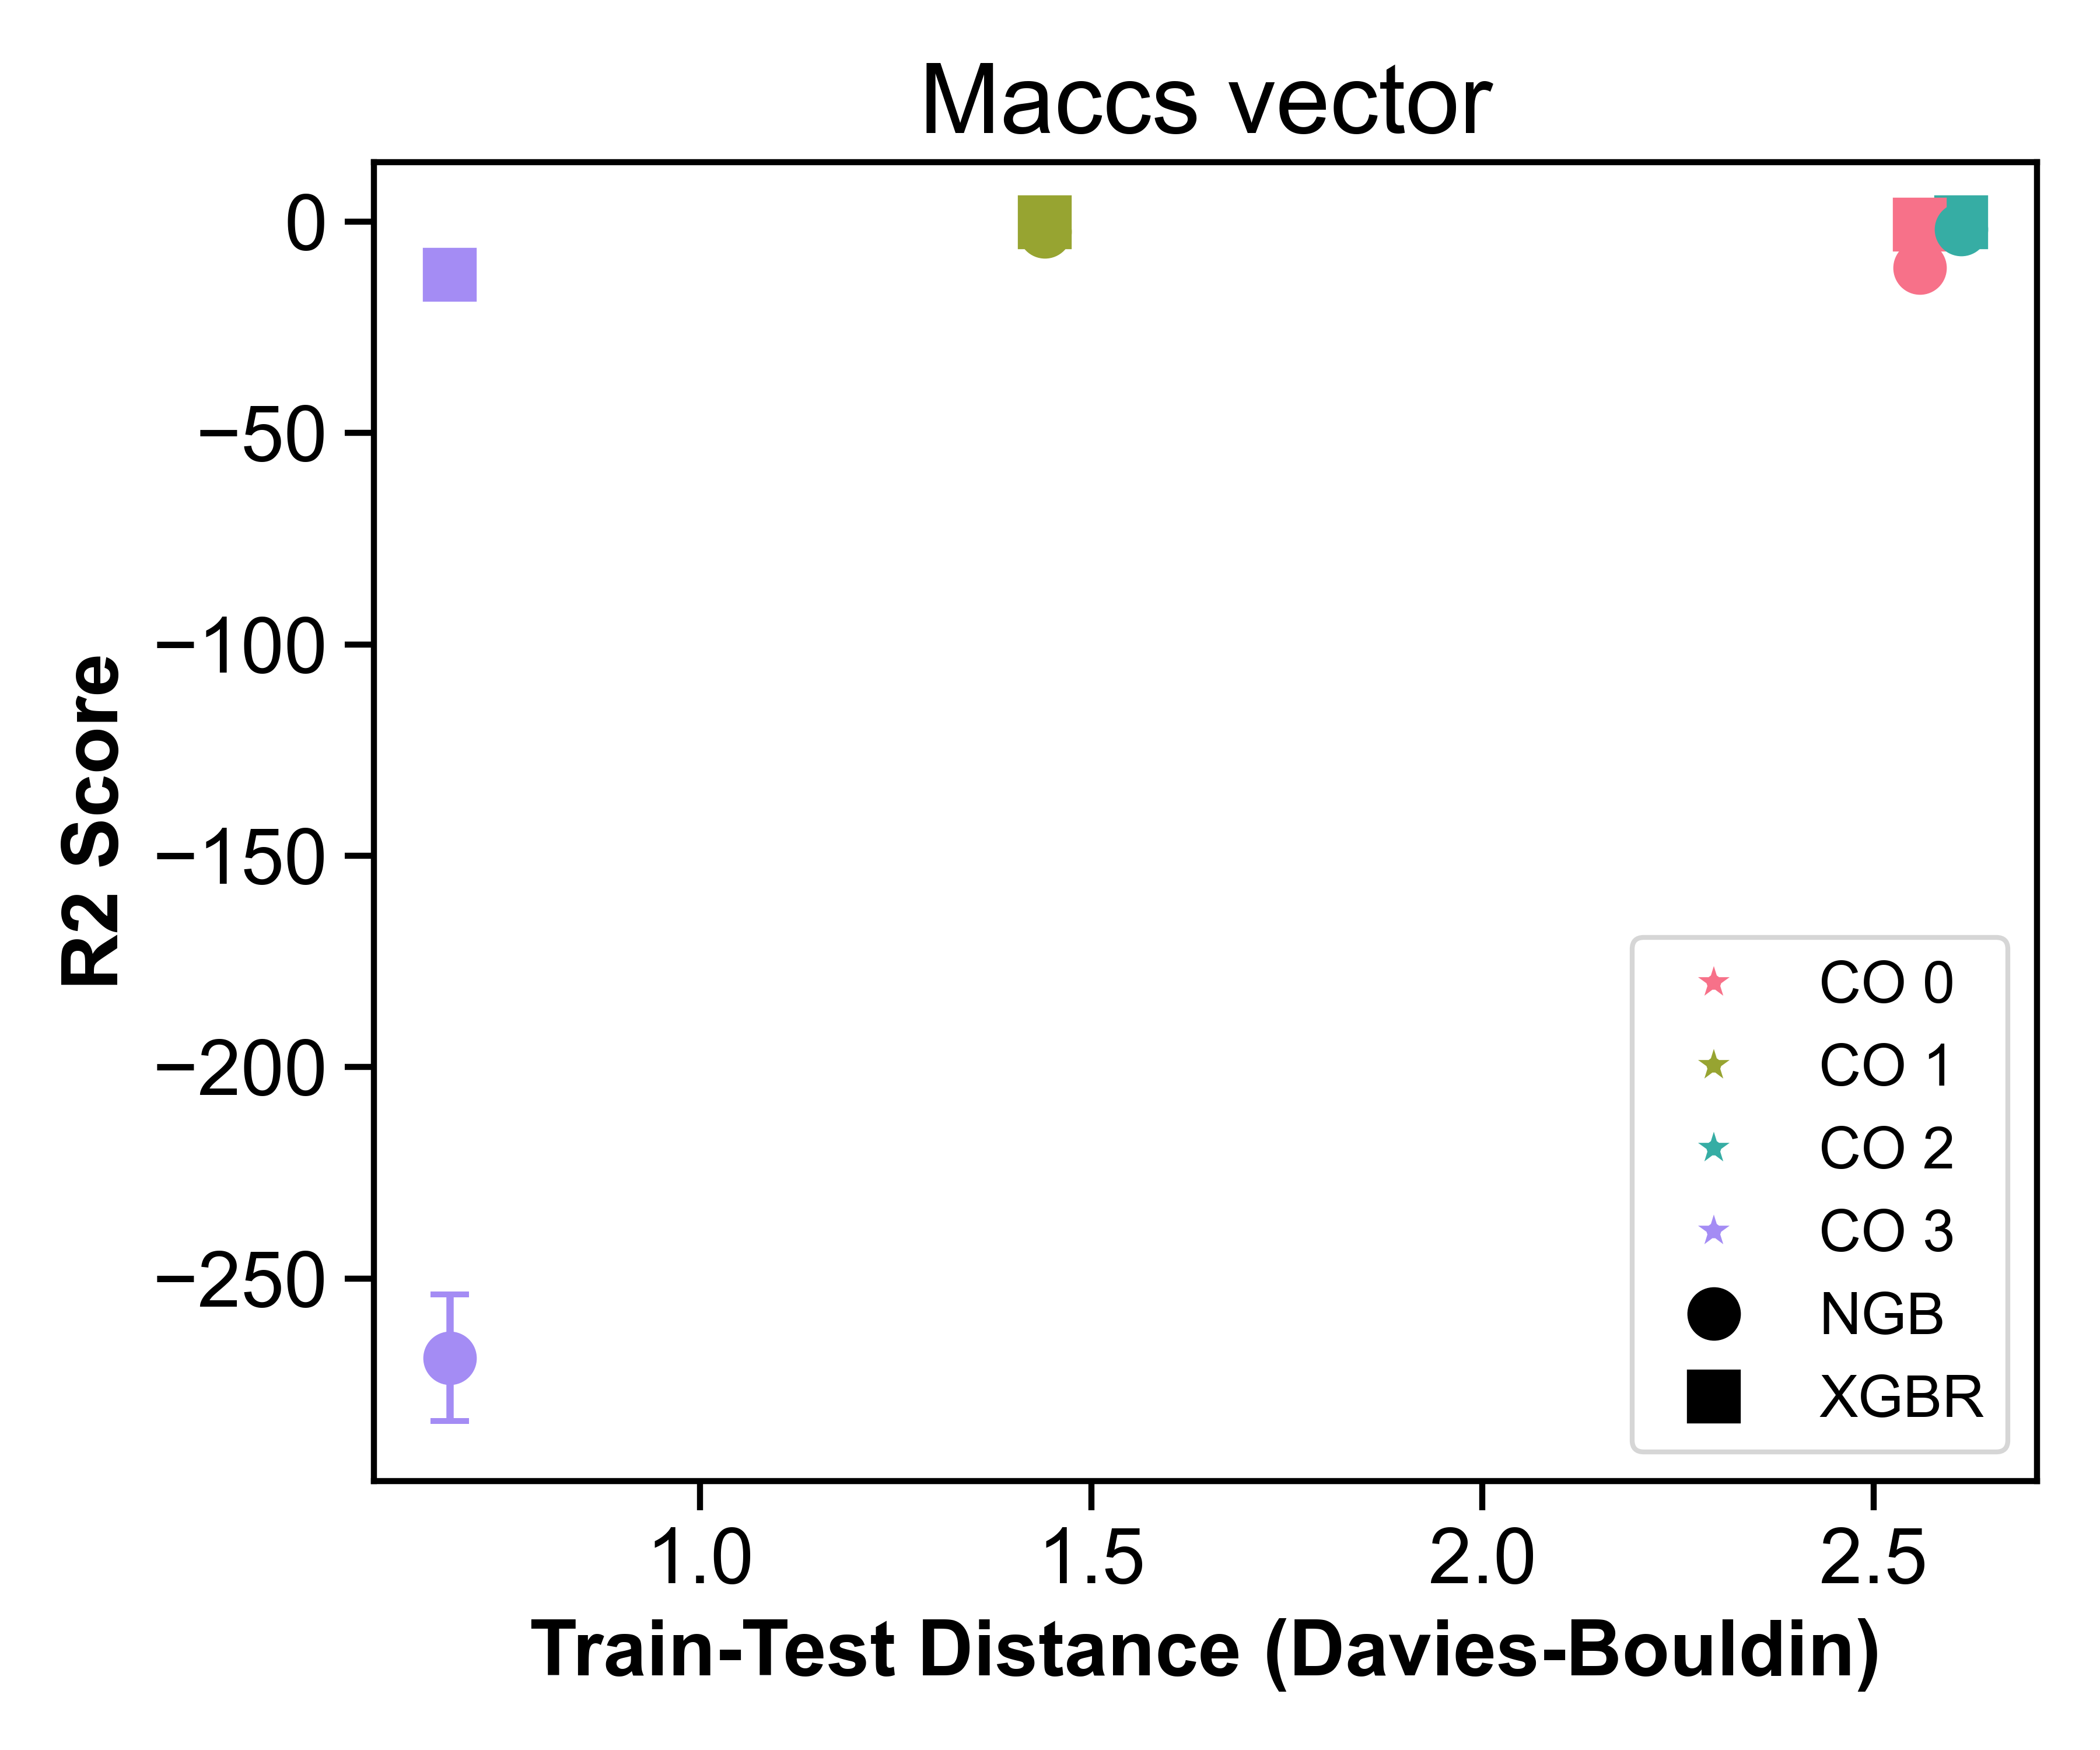 Maccs vector
0
−50
−100
−150
−200
−250
R2 Score
CO 0
CO 1
CO 2
CO 3
NGB
XGBR
1.0 1.5 2.0 2.5
Train-Test Distance (Davies-Bouldin)